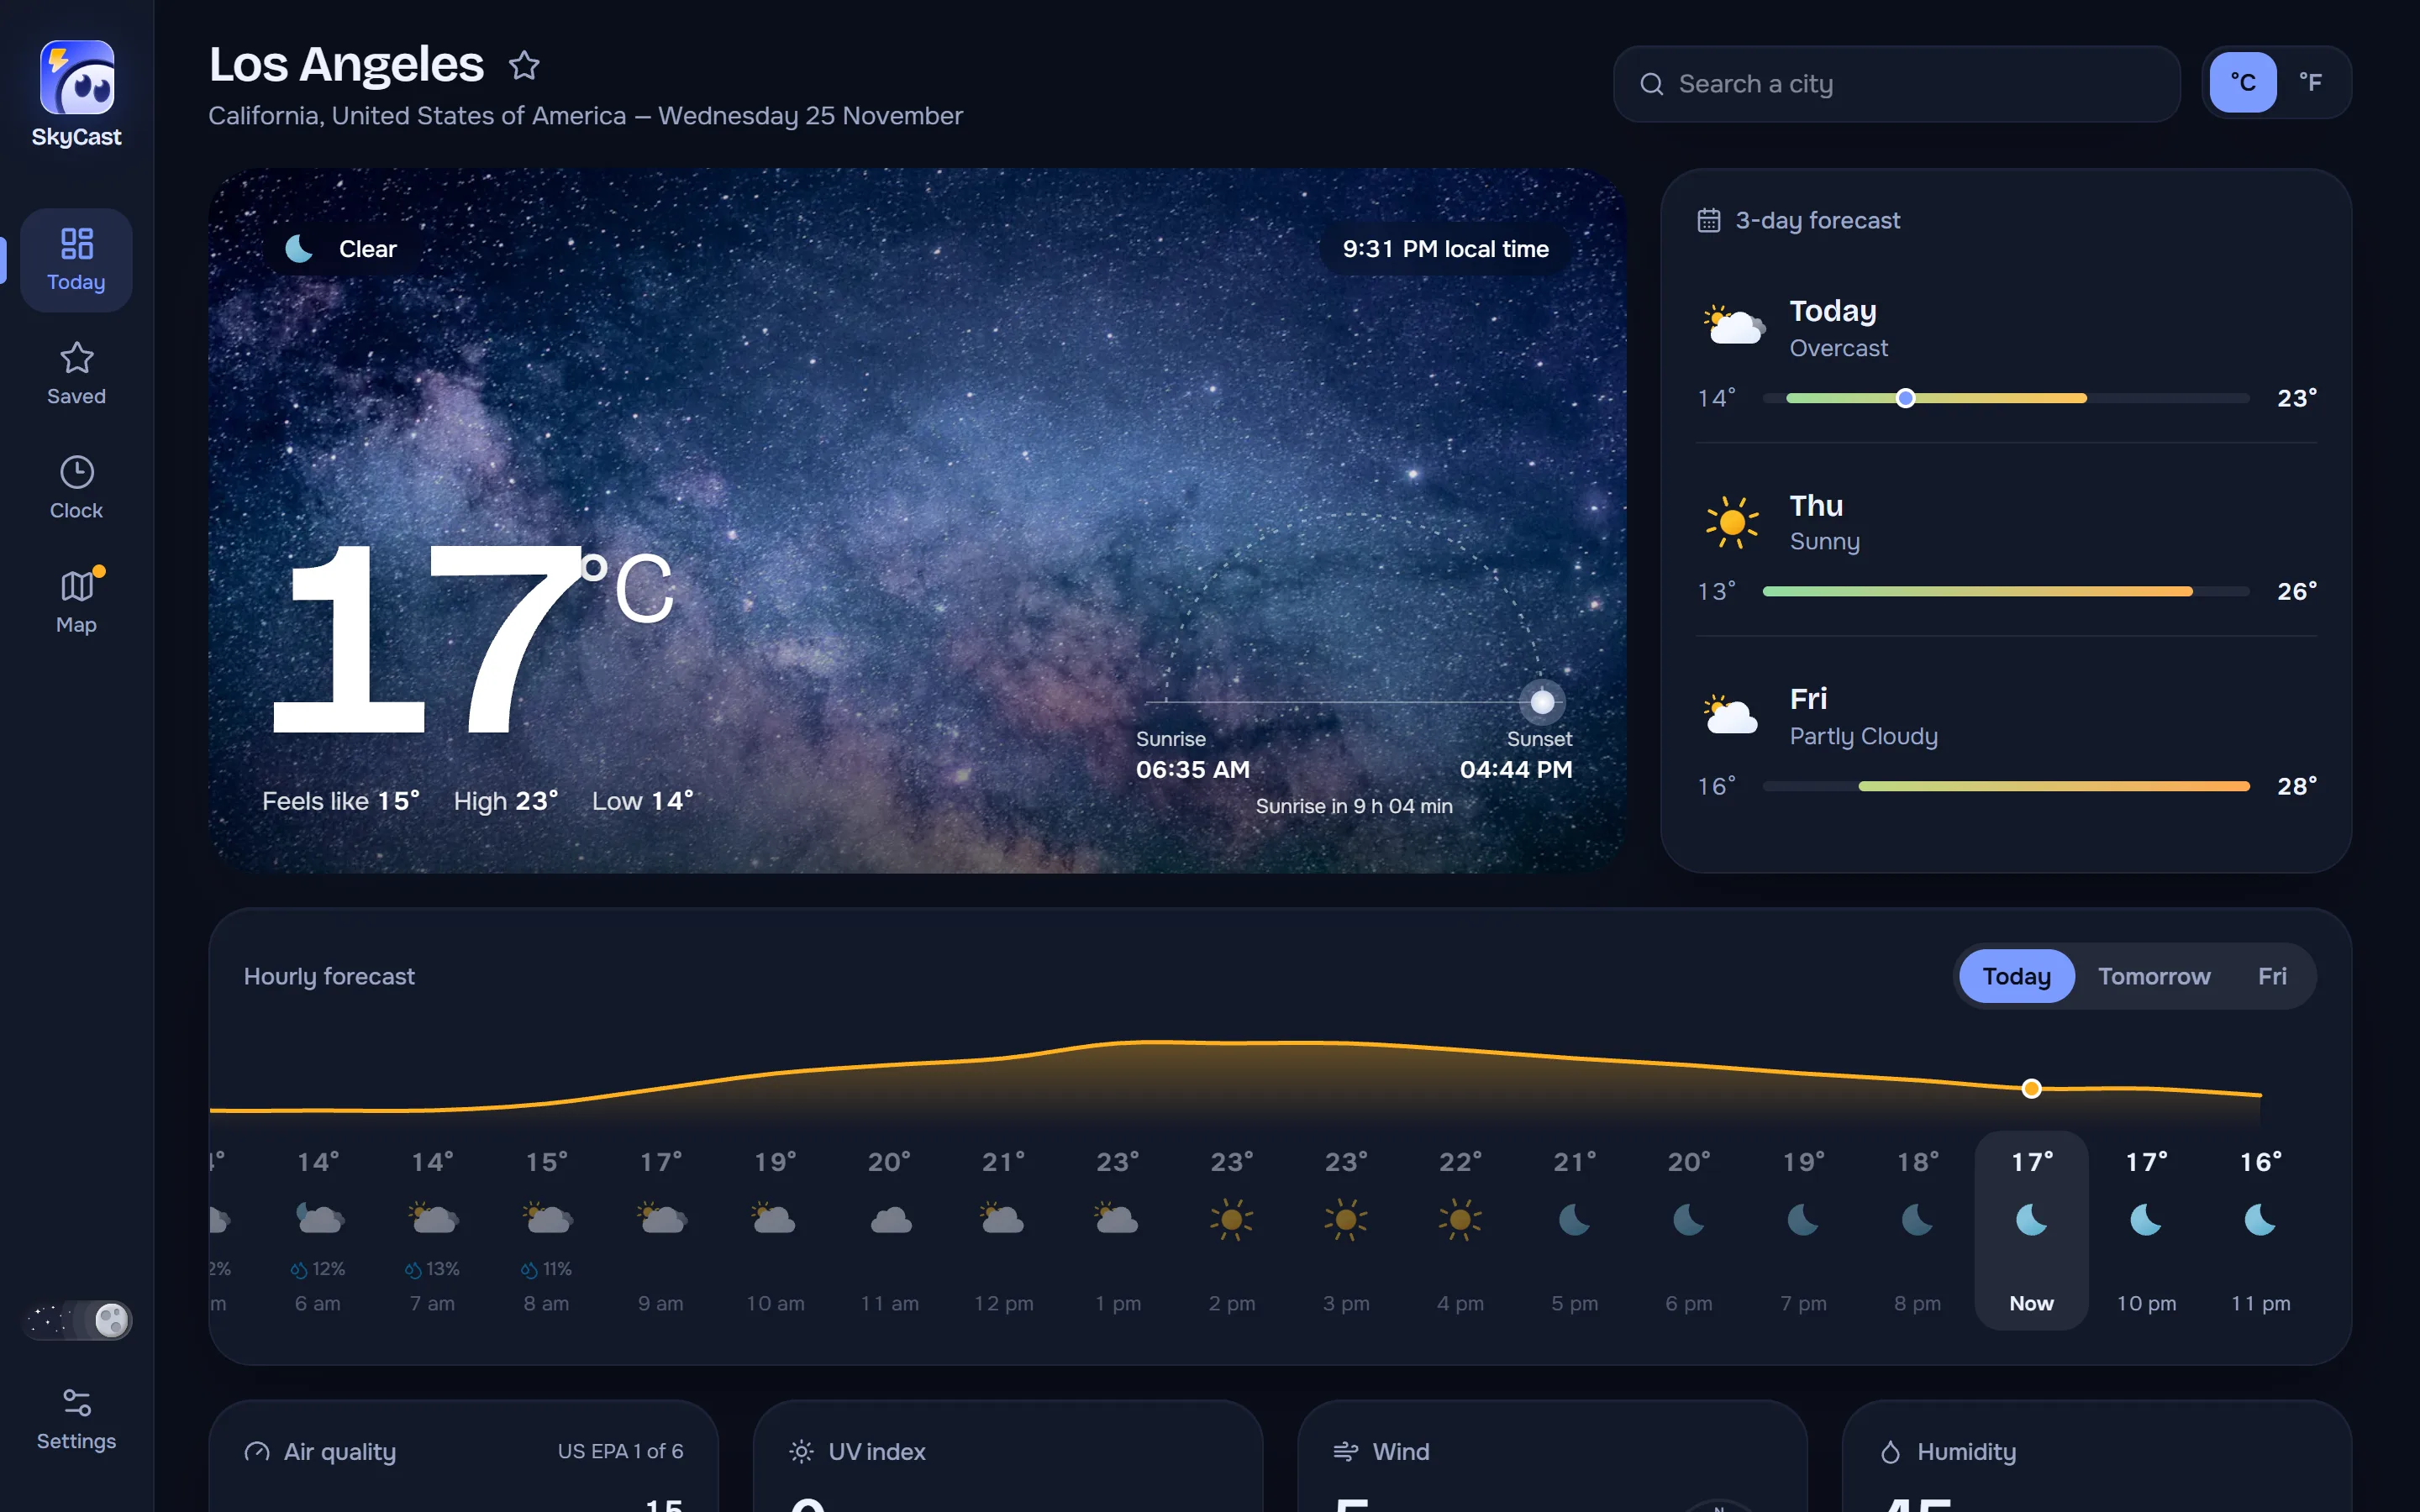 SkyCast
Today
Saved
Clock
Map
Settings
Los Angeles
California, United States of America — Wednesday 25 November
Search a city
°C °F
Clear
9:31 PM local time
17°C
Feels like 15° High 23° Low 14°
Sunrise Sunset
06:35 AM 04:44 PM
Sunrise in 9 h 04 min
3-day forecast
Today
Overcast
14° 23°
Thu
Sunny
13° 26°
Fri
Partly Cloudy
16° 28°
Hourly forecast
Today Tomorrow Fri
14° 14° 15° 17° 19° 20° 21° 23° 23° 23° 22° 21° 20° 19° 18° 17° 17° 16°
12% 13% 11%
6 am 7 am 8 am 9 am 10 am 11 am 12 pm 1 pm 2 pm 3 pm 4 pm 5 pm 6 pm 7 pm 8 pm Now 10 pm 11 pm
Air quality US EPA 1 of 6
UV index
Wind
Humidity